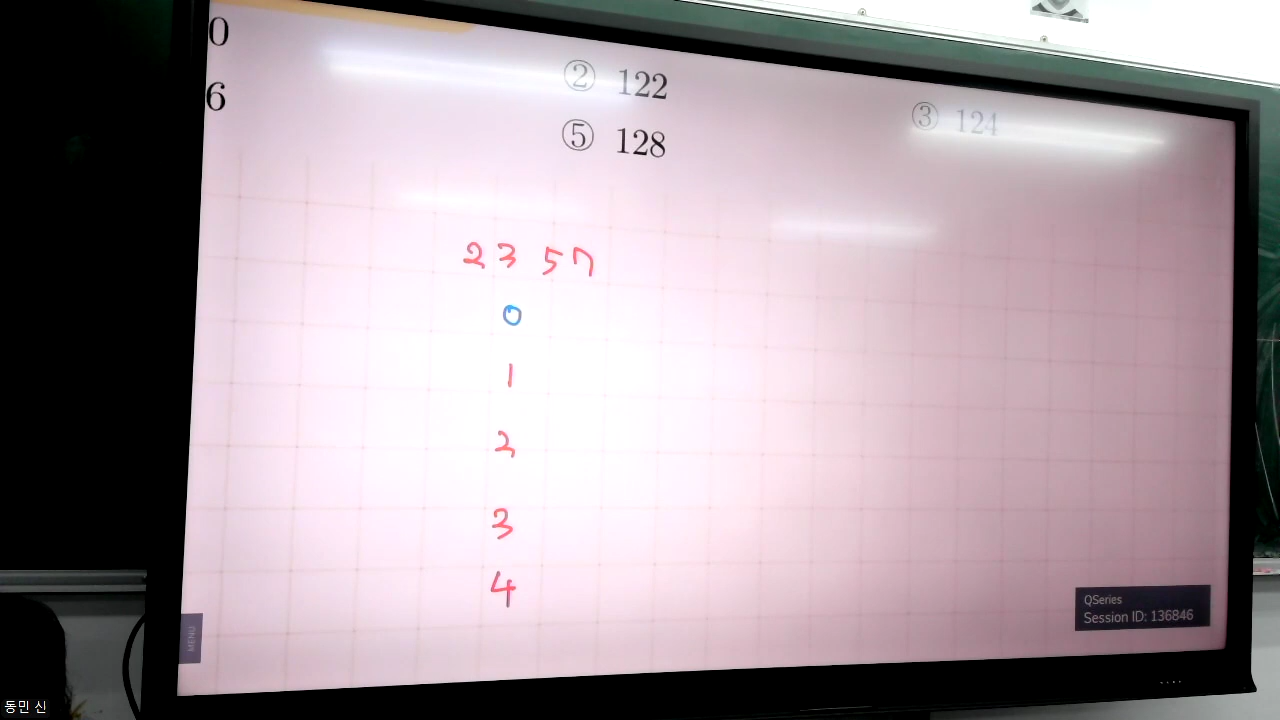 0
② 122
③ 124
6
⑤ 128
2 3 5 7
0
1
2
3
4
QSeries
Session ID: 136846
MENU
동민 신